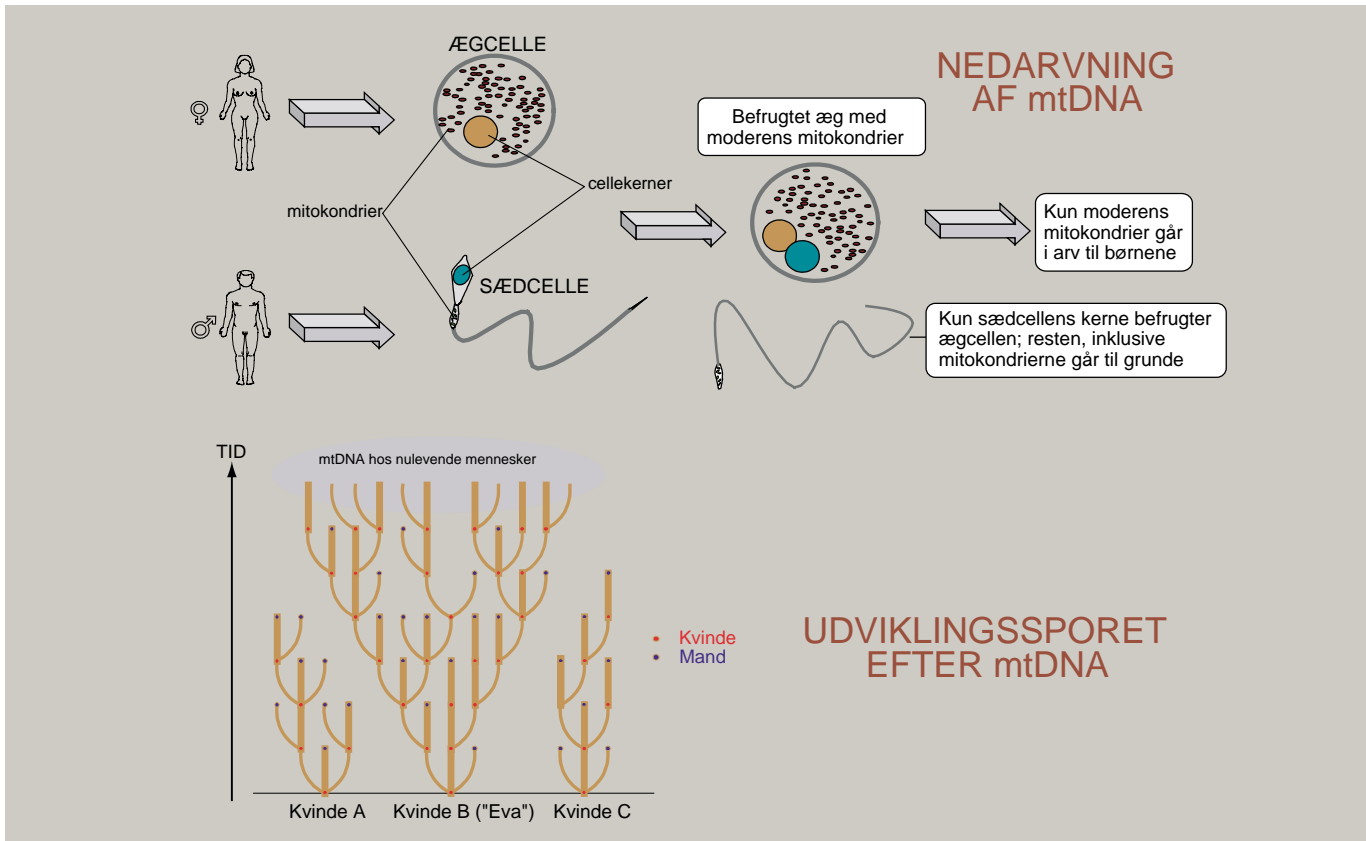 NEDARVNING
AF mtDNA
ÆGCELLE
Befrugtet æg med
moderens mitokondrier
cellekerner
mitokondrier
Kun moderens
mitokondrier går
i arv til børnene
SÆDCELLE
Kun sædcellens kerne befrugter
ægcellen; resten, inklusive
mitokondrierne går til grunde
TID
mtDNA hos nulevende mennesker
Kvinde
Mand
UDVIKLINGSSPORET
EFTER mtDNA
Kvinde A
Kvinde B ("Eva")
Kvinde C